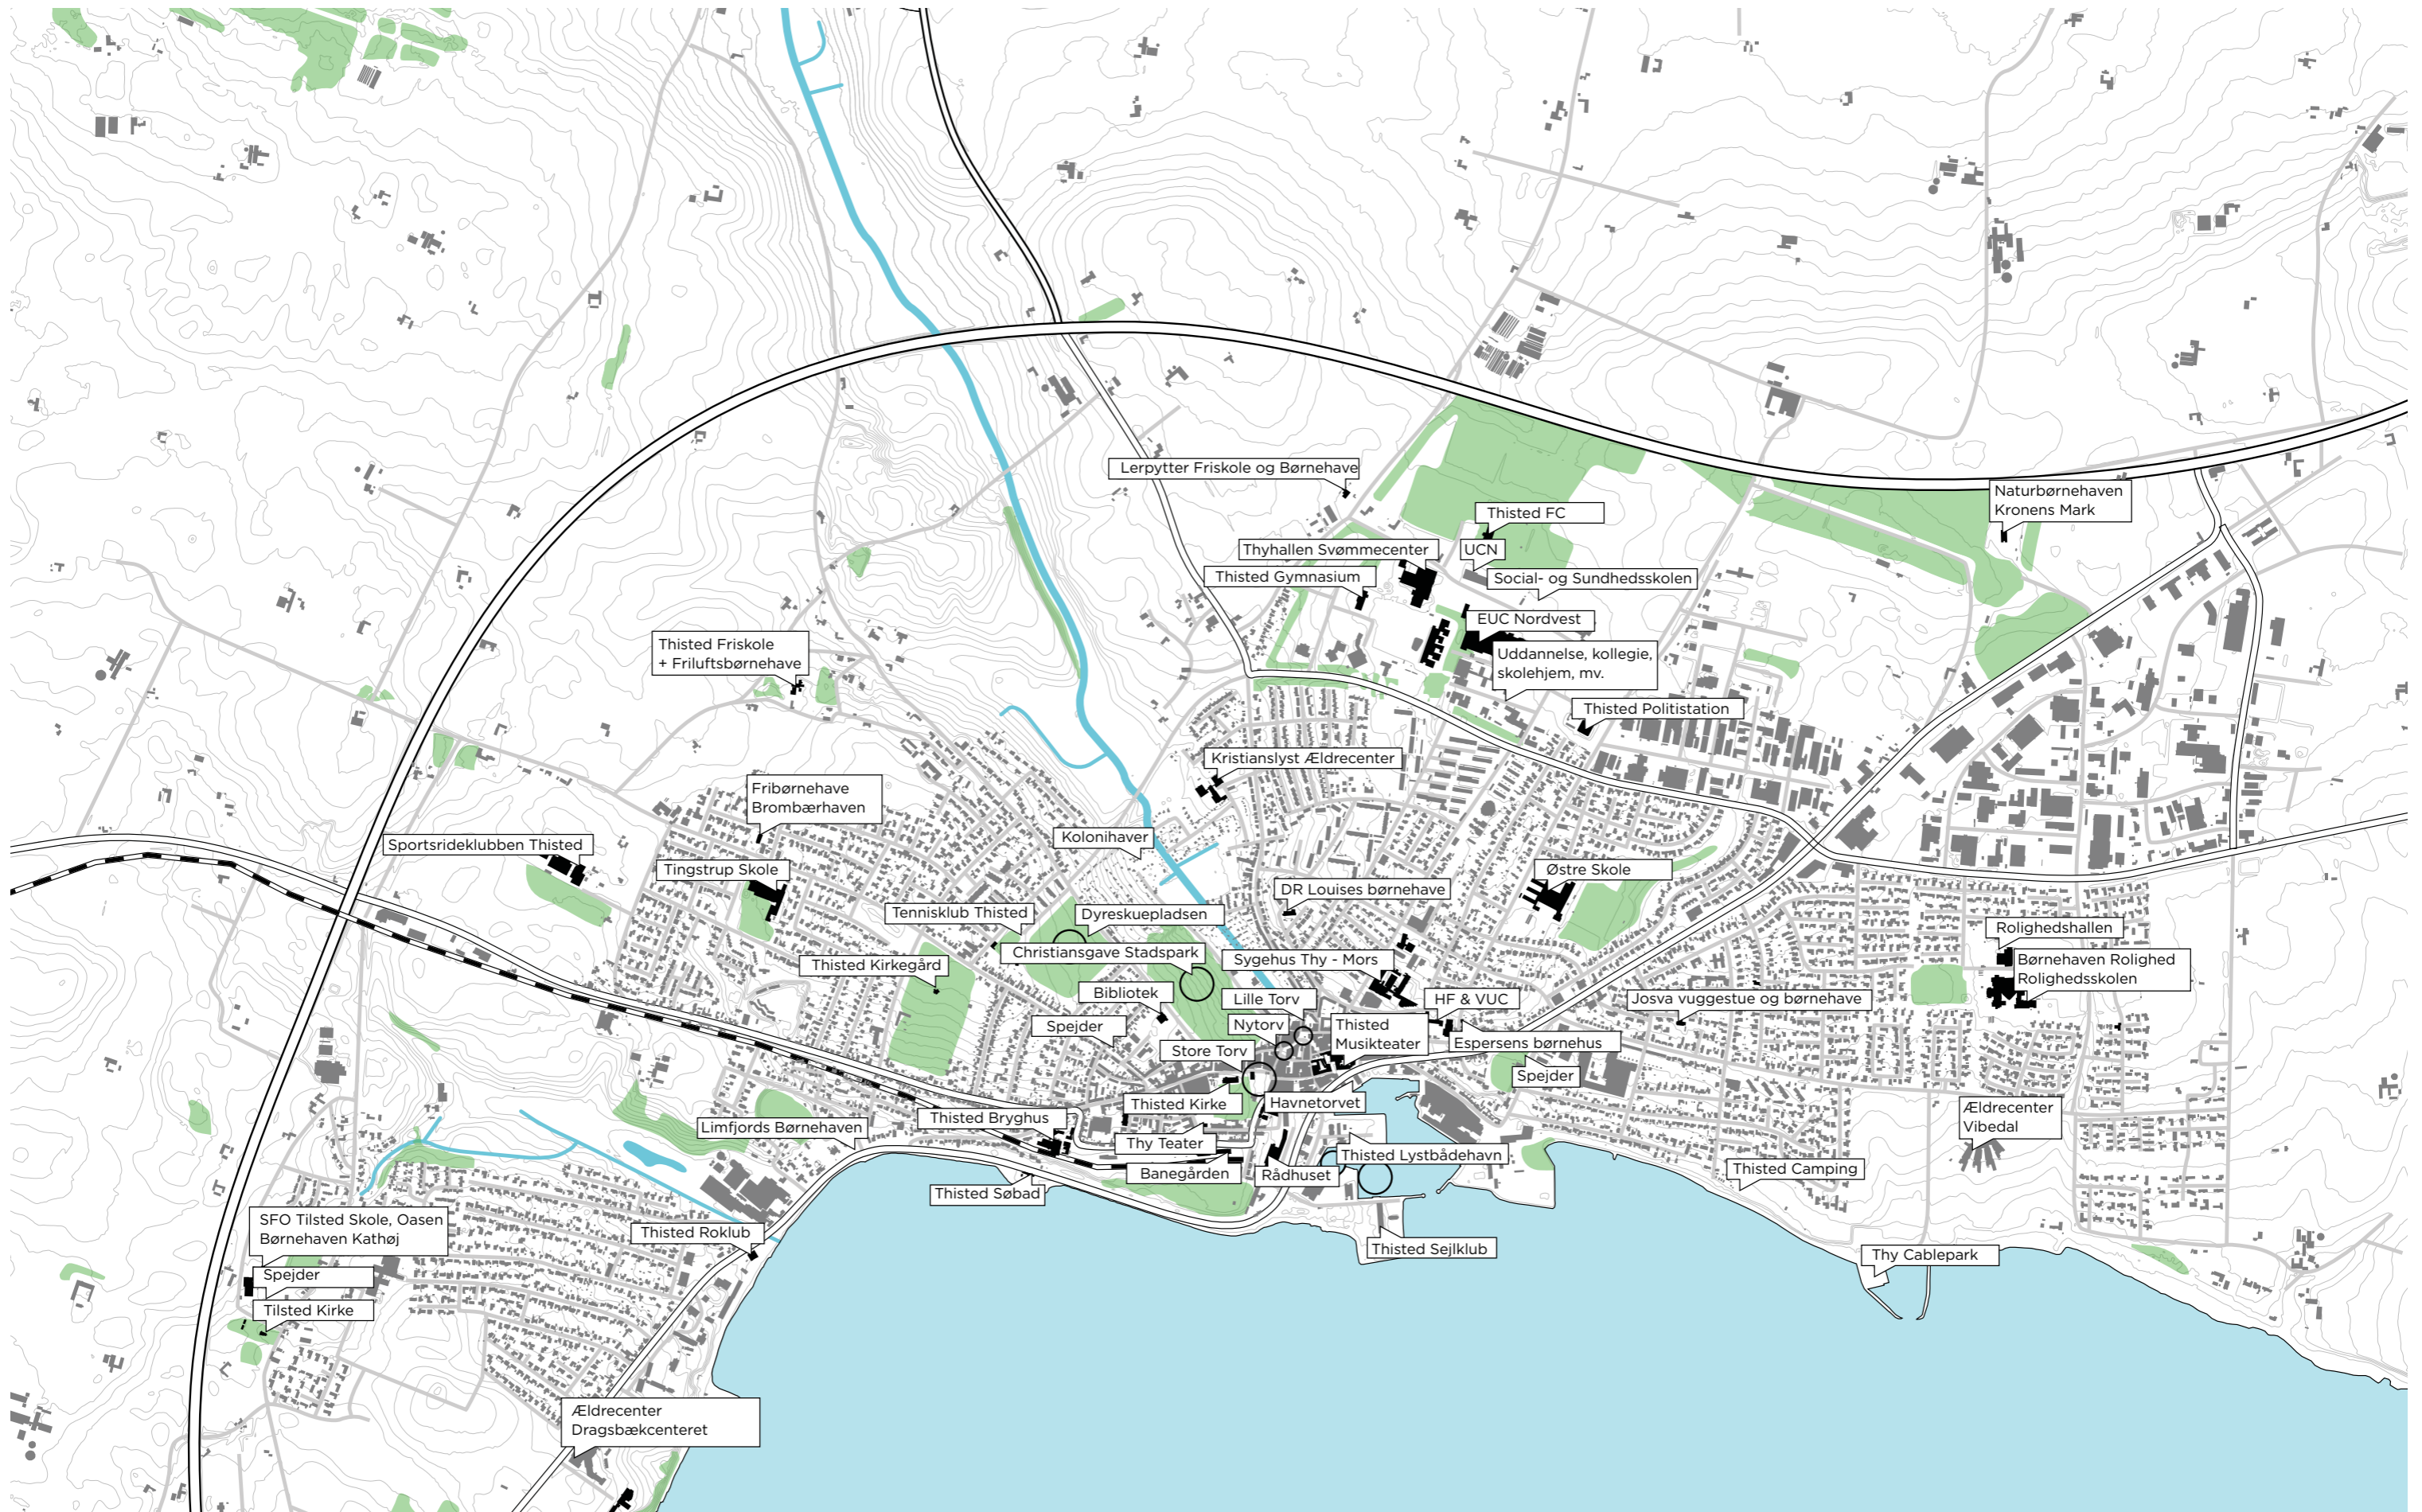 Lerpytter Friskole og Børnehave
Naturbørnehaven
Kronens Mark
Thisted FC
Thyhallen Svømmecenter
UCN
Thisted Gymnasium
Social- og Sundhedsskolen
EUC Nordvest
Thisted Friskole
+ Friluftsbørnehave
Uddannelse, kollegie,
skolehjem, mv.
Thisted Politistation
Kristianslyst Ældrecenter
Fribørnehave
Brombærhaven
Kolonihaver
Sportsrideklubben Thisted
Tingstrup Skole
Østre Skole
DR Louises børnehave
Tennisklub Thisted
Dyreskuepladsen
Rolighedshallen
Christiansgave Stadspark
Sygehus Thy - Mors
Thisted Kirkegård
Børnehaven Rolighed
Rolighedsskolen
Bibliotek
Lille Torv
HF & VUC
Josva vuggestue og børnehave
Spejder
Nytorv
Thisted
Musikteater
Espersens børnehus
Store Torv
Spejder
Thisted Kirke
Havnetorvet
Ældrecenter
Vibedal
Thisted Bryghus
Limfjords Børnehaven
Thy Teater
Thisted Lystbådehavn
Banegården
Rådhuset
Thisted Camping
Thisted Søbad
SFO Tilsted Skole, Oasen
Børnehaven Kathøj
Thisted Roklub
Thisted Sejlklub
Thy Cablepark
Spejder
Tilsted Kirke
Ældrecenter
Dragsbækcenteret